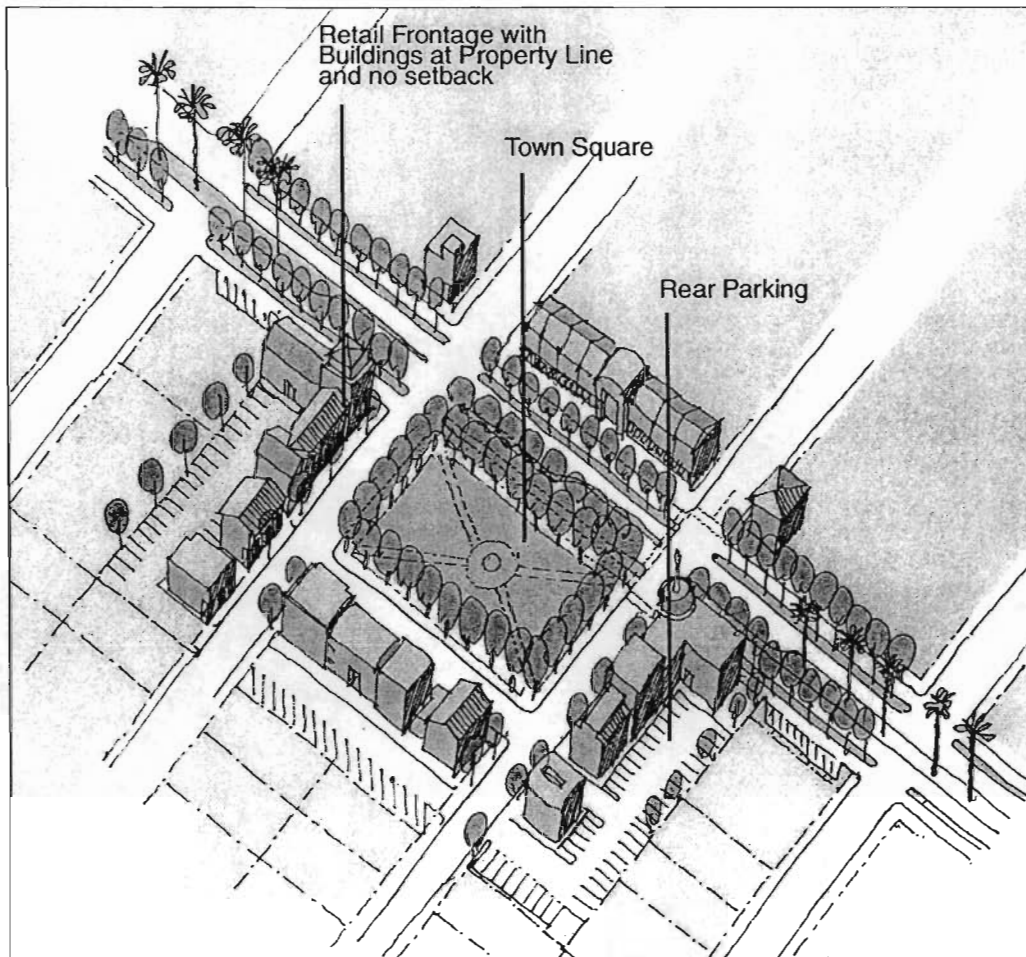 Retail Frontage with
Buildings at Property Line
and no setback
Town Square
Rear Parking